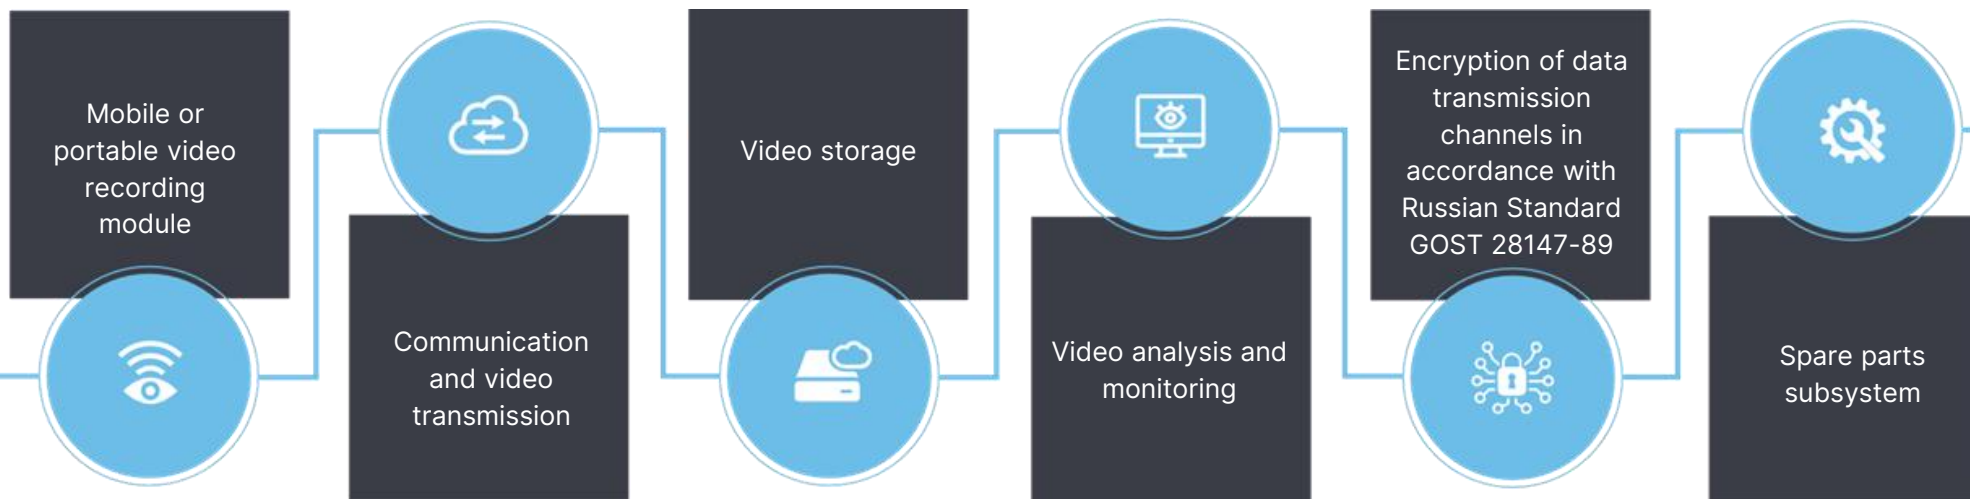 Mobile or
portable video
recording
module
Communication
and video
transmission
Video storage
Video analysis and
monitoring
Encryption of data
transmission
channels in
accordance with
Russian Standard
GOST 28147-89
Spare parts
subsystem